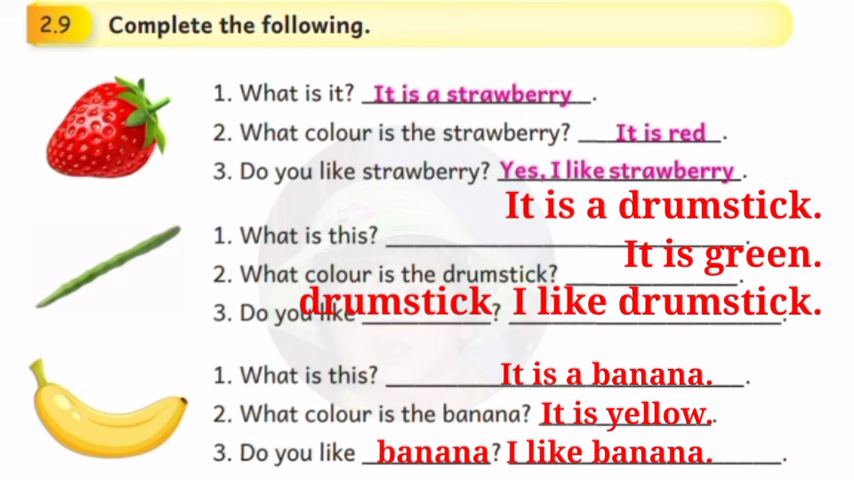 2.9 Complete the following.
1. What is it? It is a strawberry.
2. What colour is the strawberry? It is red.
3. Do you like strawberry? Yes, I like strawberry.
1. What is this? It is a drumstick.
2. What colour is the drumstick? It is green.
3. Do you like drumstick? I like drumstick.
1. What is this? It is a banana.
2. What colour is the banana? It is yellow.
3. Do you like banana? I like banana.